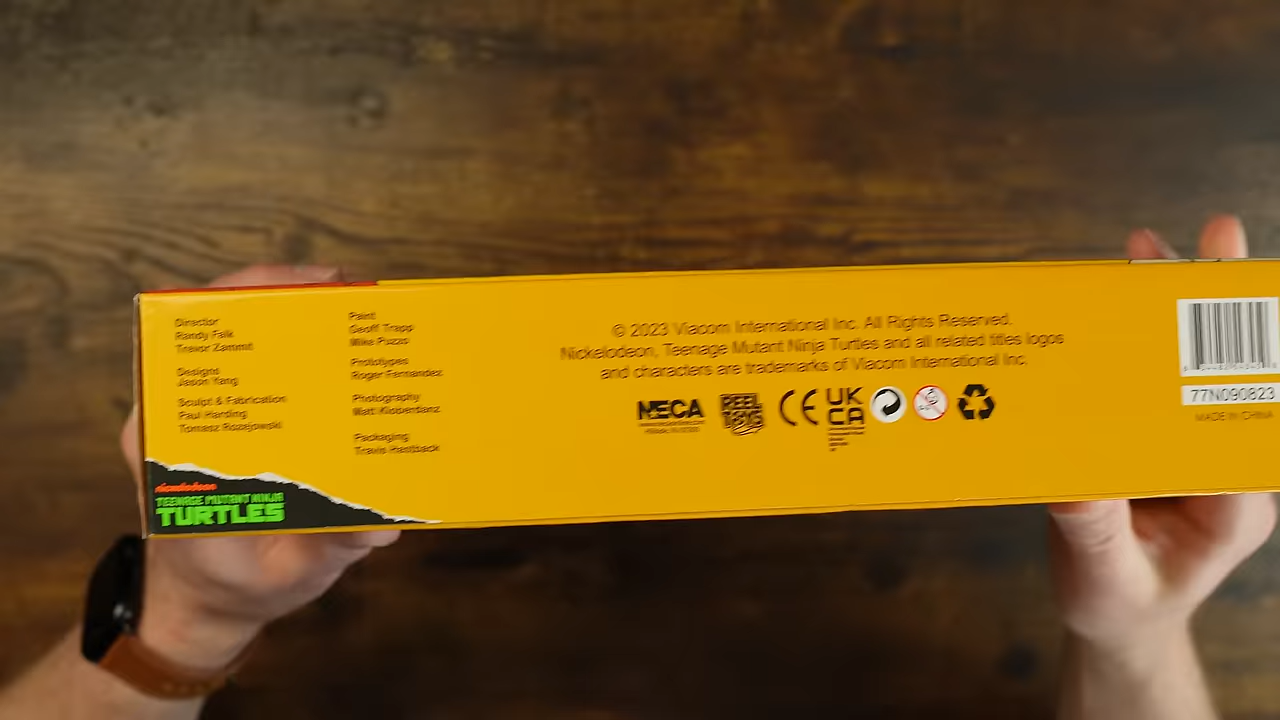 Director
Randy Falk
Trevor Zammit
Designs
Jason Yang
Sculpt & Fabrication
Paul Harding
Tomasz Rozejowski
Paint
Geoff Trapp
Mike Puzzo
Prototypes
Roger Fernandez
Photography
Matt Kloberdanz
Packaging
Travis Hastback
© 2023 Viacom International Inc. All Rights Reserved.
Nickelodeon, Teenage Mutant Ninja Turtles and all related titles logos
and characters are trademarks of Viacom International Inc.
NECA
REEL
TOYS
CE
UK
CA
77N090823
MADE IN CHINA
nickelodeon
TEENAGE MUTANT NINJA
TURTLES